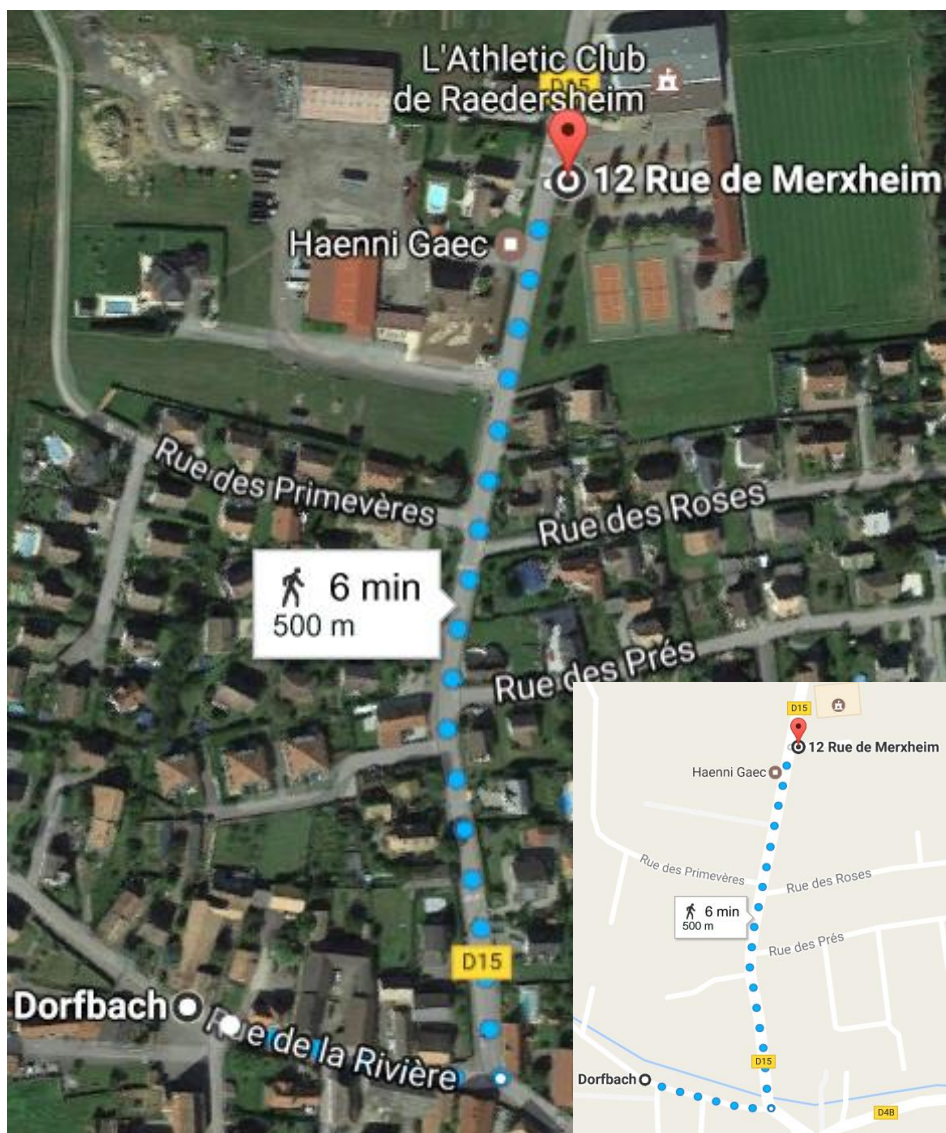 L'Athletic Club
D15
de Raedersheim
12 Rue de Merxheim
Haenni Gaec
Rue des Primevères
Rue des Roses
6 min
500 m
Rue des Prés
D15
Dorfbach
Rue de la Rivière
D15
12 Rue de Merxheim
Haenni Gaec
Rue des Primevères
Rue des Roses
6 min
500 m
Rue des Prés
D15
Dorfbach
D4B